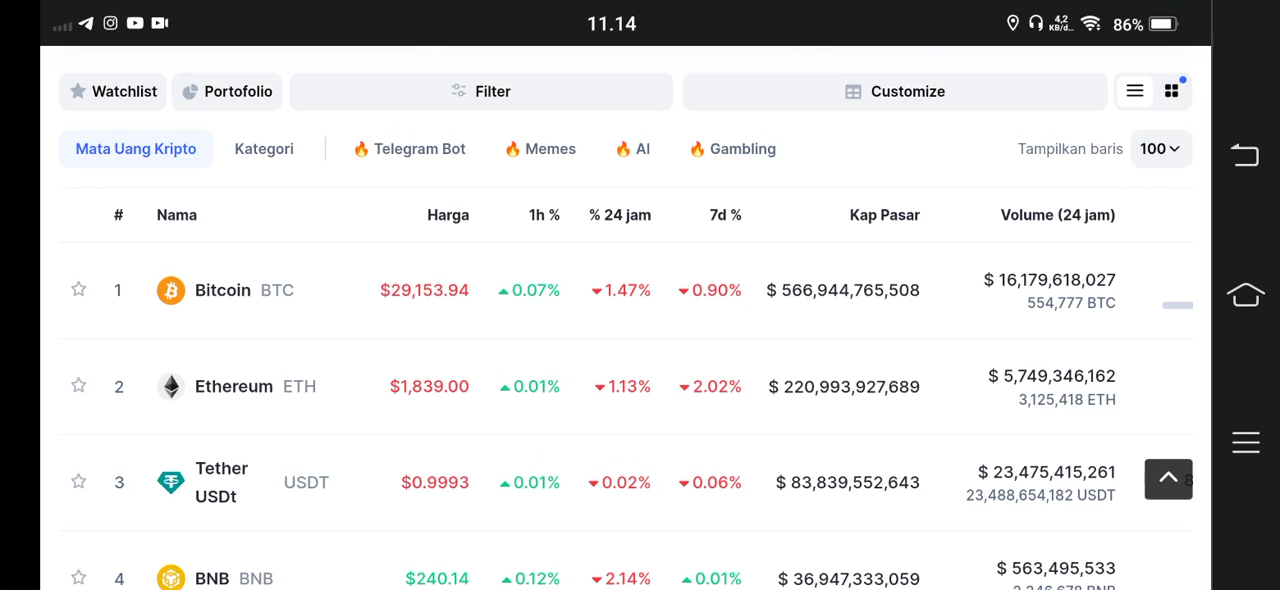 11.14
4,2 KB/d... 86%
Watchlist Portofolio Filter Customize
Mata Uang Kripto Kategori Telegram Bot Memes AI Gambling Tampilkan baris 100
# Nama Harga 1h % % 24 jam 7d % Kap Pasar Volume (24 jam)
1 Bitcoin BTC $29,153.94 0.07% 1.47% 0.90% $ 566,944,765,508 $ 16,179,618,027
554,777 BTC
2 Ethereum ETH $1,839.00 0.01% 1.13% 2.02% $ 220,993,927,689 $ 5,749,346,162
3,125,418 ETH
3 Tether USDt USDT $0.9993 0.01% 0.02% 0.06% $ 83,839,552,643 $ 23,475,415,261
23,488,654,182 USDT
4 BNB BNB $240.14 0.12% 2.14% 0.01% $ 36,947,333,059 $ 563,495,533